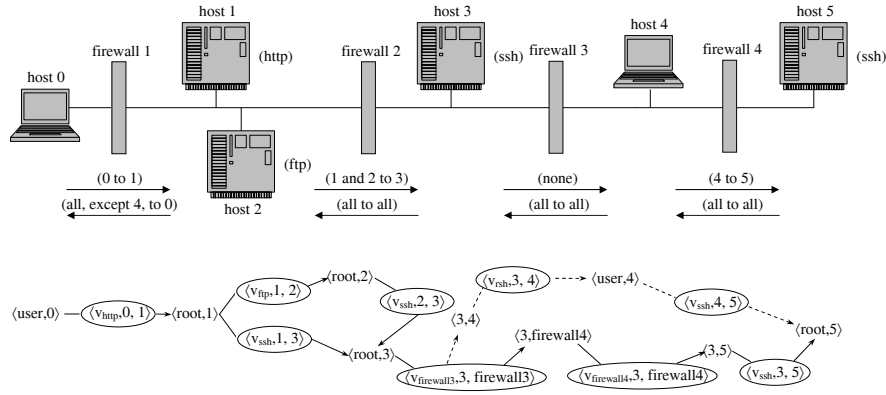 host 1
host 3
host 4
host 5
firewall 1
firewall 2
firewall 3
firewall 4
host 0
(http)
(ssh)
(ssh)
(ftp)
host 2
(0 to 1)
(1 and 2 to 3)
(none)
(4 to 5)
(all, except 4, to 0)
(all to all)
(all to all)
(all to all)
⟨user,0⟩
⟨v_http,0, 1⟩
⟨root,1⟩
⟨v_ftp,1, 2⟩
⟨root,2⟩
⟨v_ssh,2, 3⟩
⟨v_ssh,1, 3⟩
⟨root,3⟩
⟨v_rsh,3, 4⟩
⟨user,4⟩
⟨v_ssh,4, 5⟩
⟨root,5⟩
⟨3,4⟩
⟨3,firewall4⟩
⟨3,5⟩
⟨v_firewall3,3, firewall3⟩
⟨v_firewall4,3, firewall4⟩
⟨v_ssh,3, 5⟩